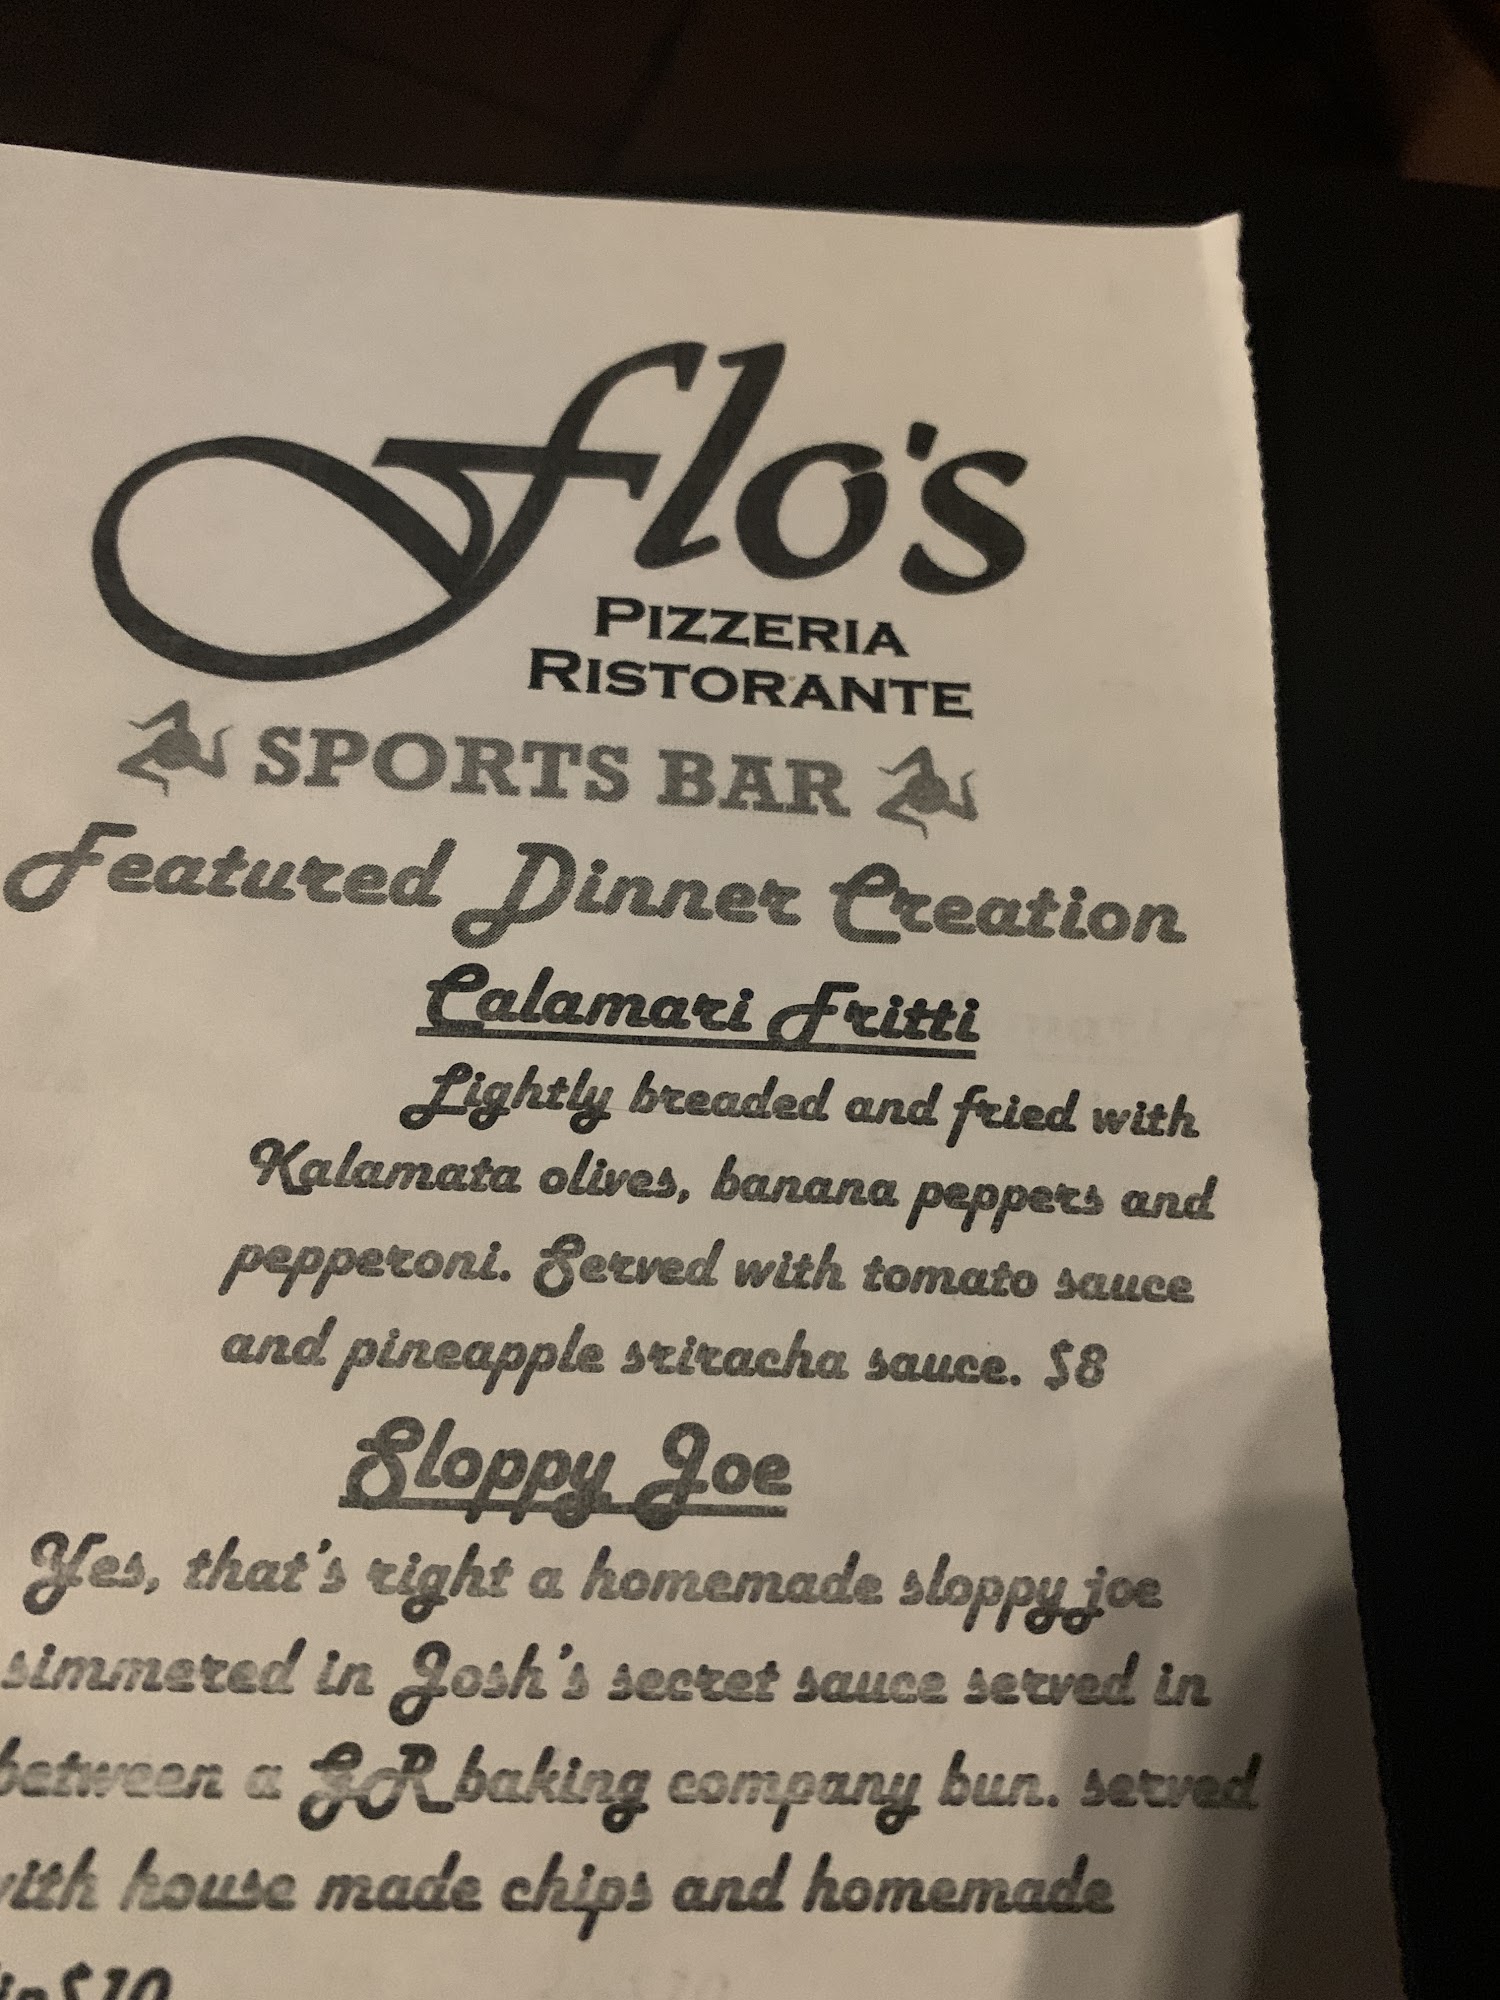 Flo's
PIZZERIA
RISTORANTE
SPORTS BAR
Featured Dinner Creation
Calamari Fritti
Lightly breaded and fried with
Kalamata olives, banana peppers and
pepperoni. Served with tomato sauce
and pineapple sriracha sauce. $8
Sloppy Joe
Yes, that's right a homemade sloppy joe
simmered in Josh's secret sauce served in
between a GR baking company bun. served
with house made chips and homemade
$10